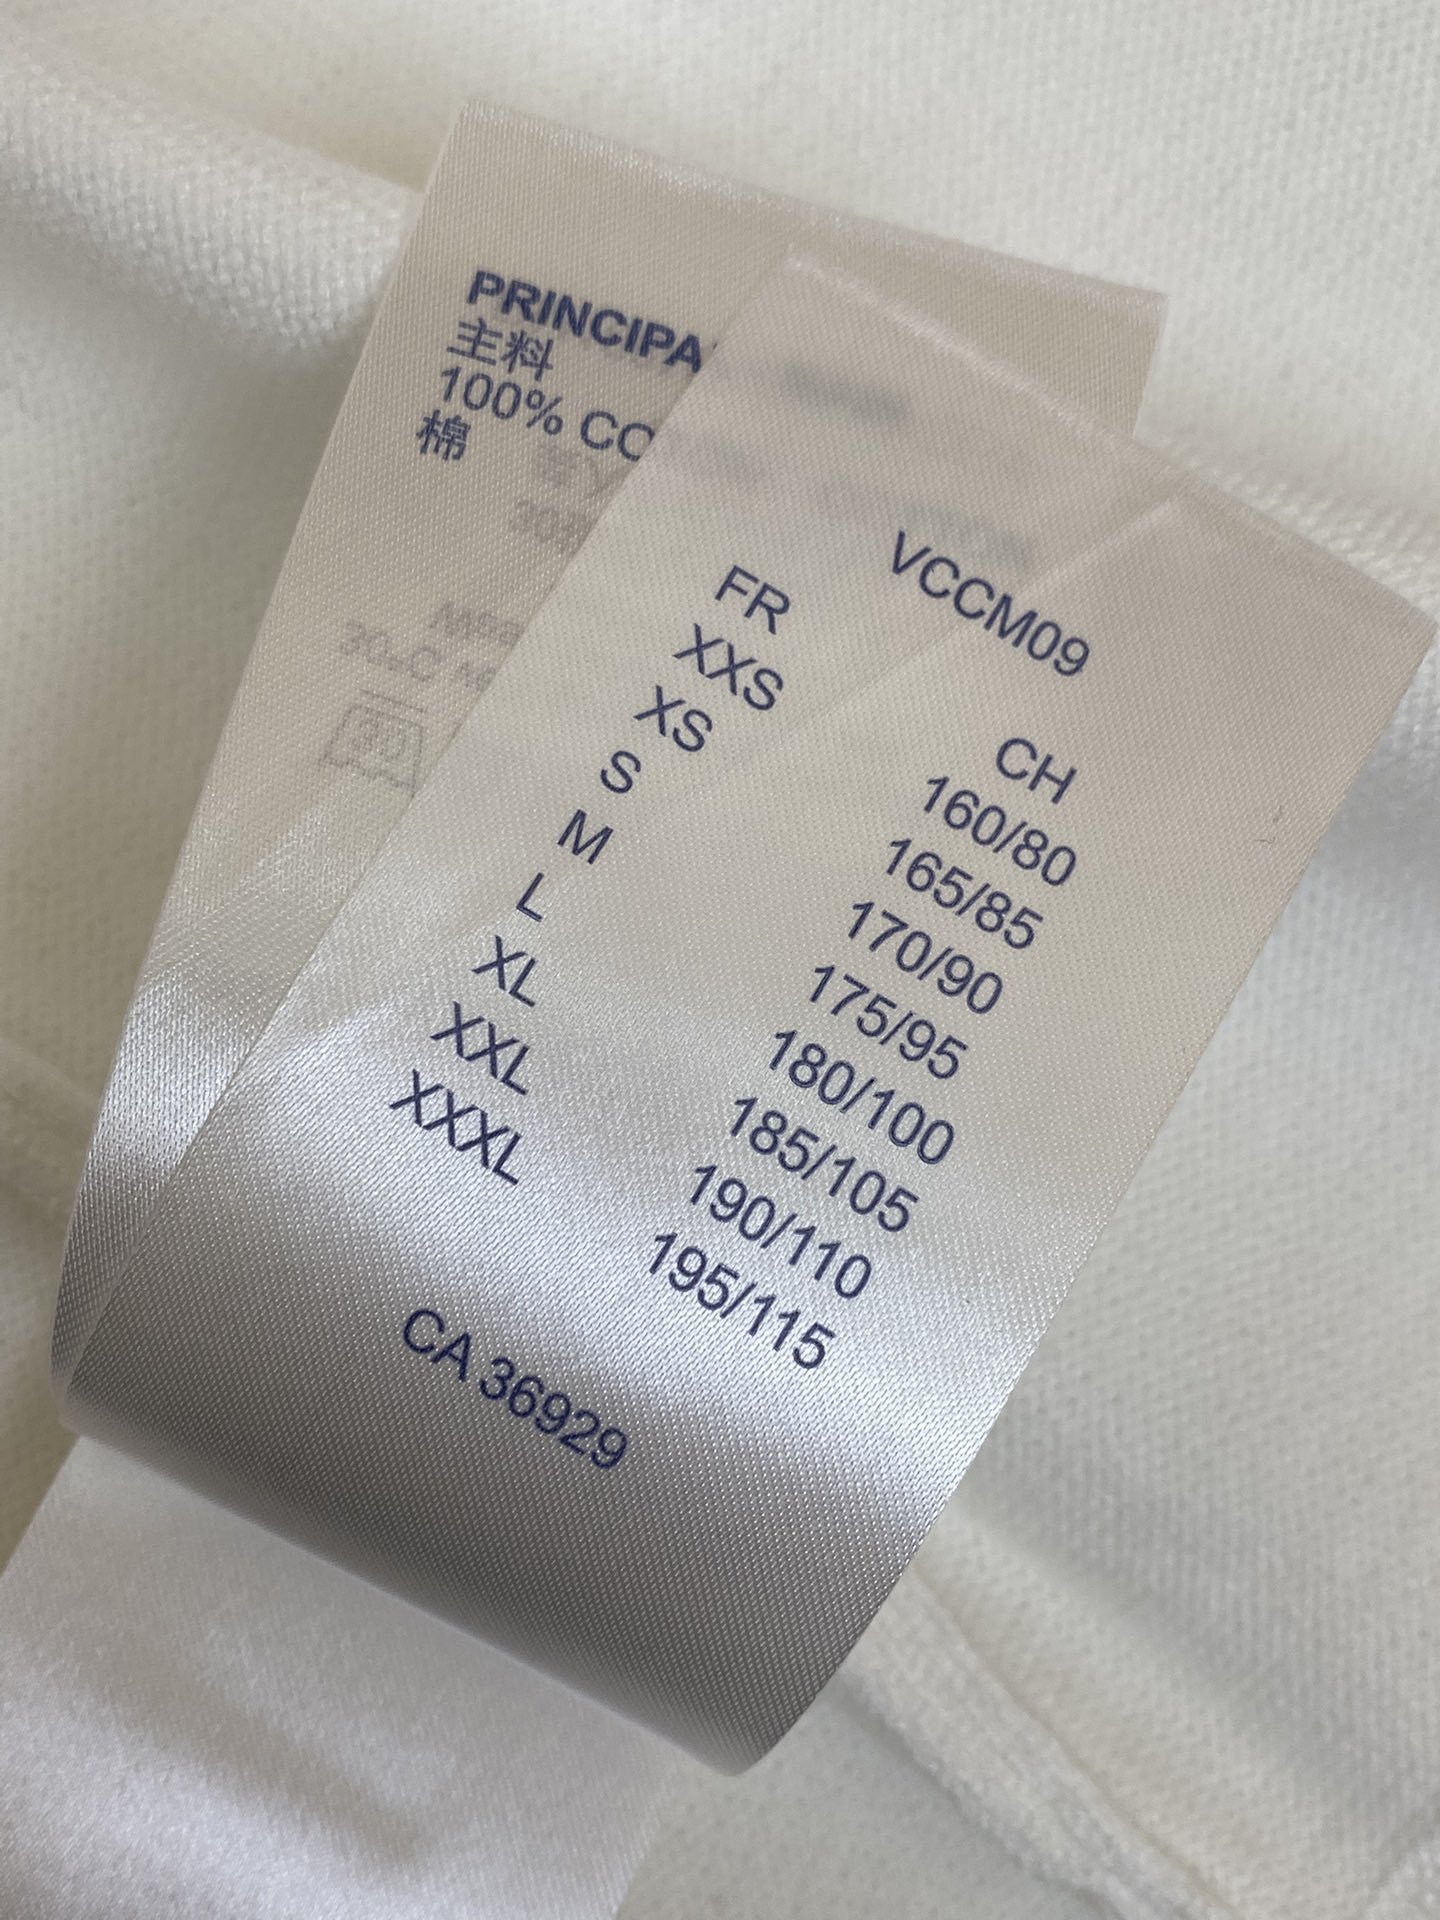 PRINCIPA
主料
100% CO
棉
VCCM09
FR CH
XXS 160/80
XS 165/85
S 170/90
M 175/95
L 180/100
XL 185/105
XXL 190/110
XXXL 195/115
CA 36929